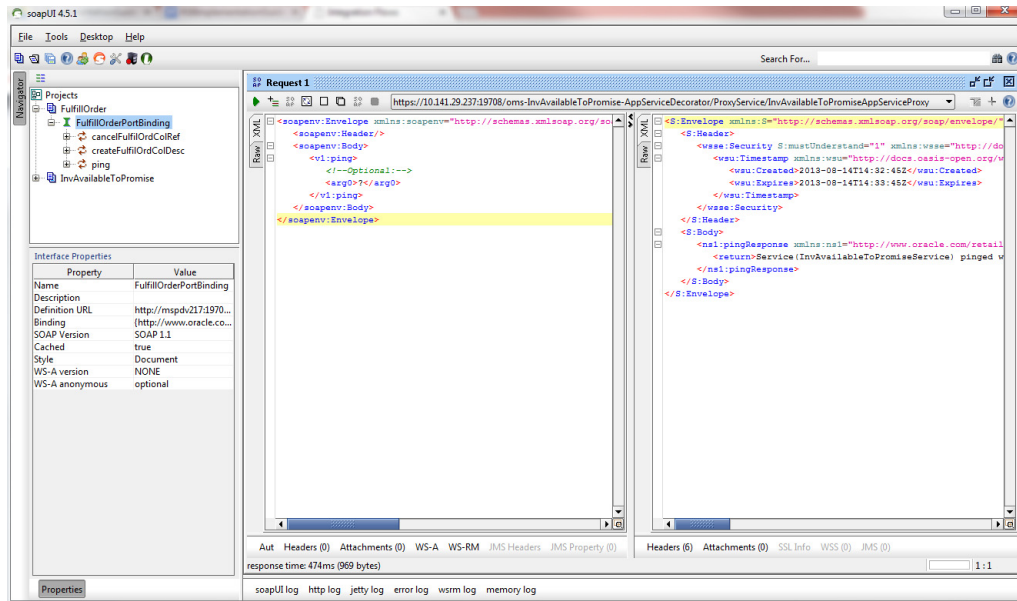 soapUI 4.5.1
File Tools Desktop Help
Search For...
Navigator
Projects
FulfillOrder
FulfillOrderPortBinding
cancelFulfilOrdColRef
createFulfilOrdColDesc
ping
InvAvailableToPromise
Interface Properties
Property Value
Name FulfillOrderPortBinding
Description
Definition URL http://mspdv217:1970...
Binding {http://www.oracle.co...
SOAP Version SOAP 1.1
Cached true
Style Document
WS-A version NONE
WS-A anonymous optional
Properties
Request 1
https://10.141.29.237:19708/oms-InvAvailableToPromise-AppServiceDecorator/ProxyService/InvAvailableToPromiseAppServiceProxy
XML
Raw
<soapenv:Envelope xmlns:soapenv="http://schemas.xmlsoap.org/so
<soapenv:Header/>
<soapenv:Body>
<v1:ping>
<!--Optional:-->
<arg0>?</arg0>
</v1:ping>
</soapenv:Body>
</soapenv:Envelope>
Aut Headers (0) Attachments (0) WS-A WS-RM JMS Headers JMS Property (0)
XML
Raw
<S:Envelope xmlns:S="http://schemas.xmlsoap.org/soap/envelope/"
<S:Header>
<wsse:Security S:mustUnderstand="1" xmlns:wsse="http://do
<wsu:Timestamp xmlns:wsu="http://docs.oasis-open.org/w
<wsu:Created>2013-08-14T14:32:45Z</wsu:Created>
<wsu:Expires>2013-08-14T14:33:45Z</wsu:Expires>
</wsu:Timestamp>
</wsse:Security>
</S:Header>
<S:Body>
<ns1:pingResponse xmlns:ns1="http://www.oracle.com/retail
<return>Service(InvAvailableToPromiseService) pinged w
</ns1:pingResponse>
</S:Body>
</S:Envelope>
Headers (6) Attachments (0) SSL Info WSS (0) JMS (0)
response time: 474ms (969 bytes)
1 : 1
soapUI log http log jetty log error log wsrm log memory log